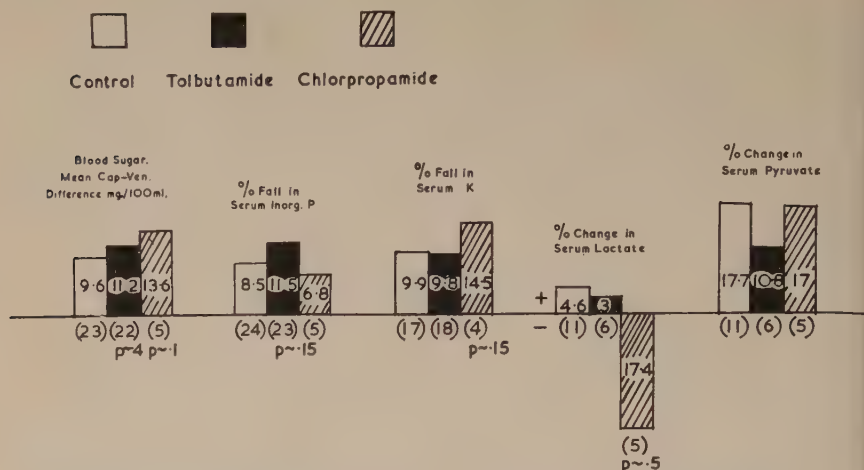 Control Tolbutamide Chlorpropamide
Blood Sugar.
Mean Cap-Ven.
Difference mg/100ml.
% Fall in
Serum Inorg. P
% Fall in
Serum K
% Change in
Serum Lactate
% Change in
Serum Pyruvate
9·6 11·2 13·6
8·5 11·5 6·8
9·9 9·8 14·5
+ 4·6 3
−
17·4
17·7 10·8 17
(23) (22) (5)
p~·4 p~·1
(24) (23) (5)
p~·15
(17) (18) (4)
p~·15
(11) (6)
(5)
p~·5
(11) (6) (5)